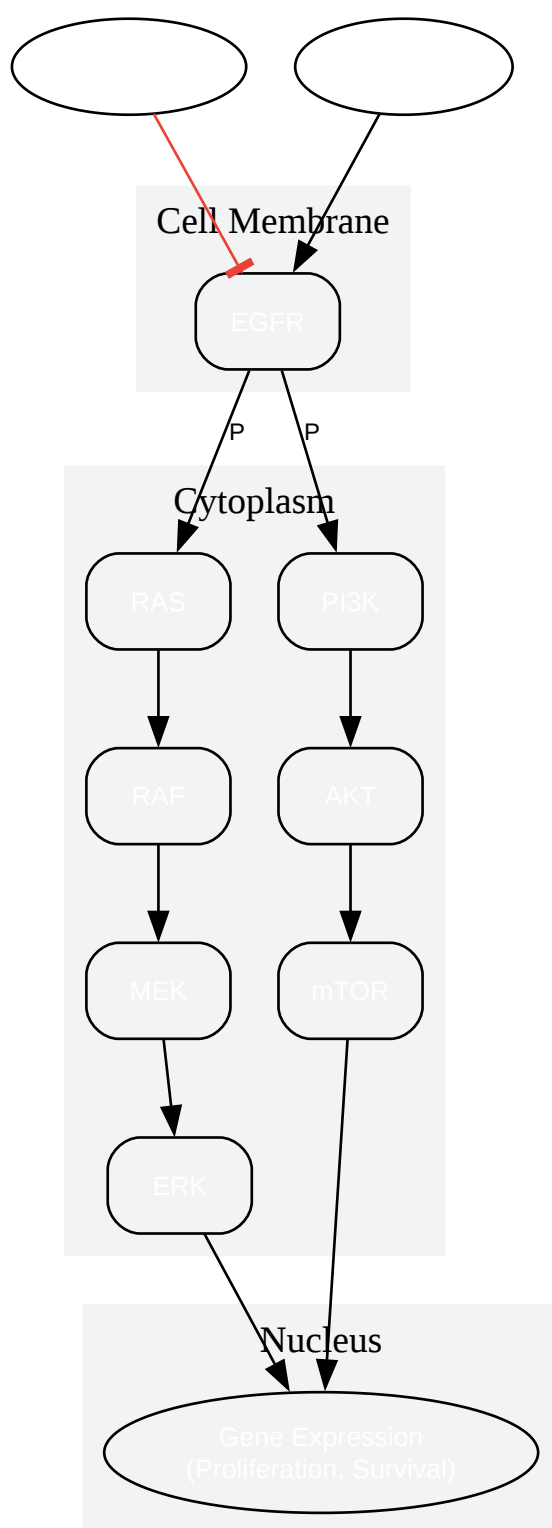 Cell Membrane
EGFR
P
P
Cytoplasm
RAS
PI3K
RAF
AKT
MEK
mTOR
ERK
Nucleus
Gene Expression
(Proliferation, Survival)